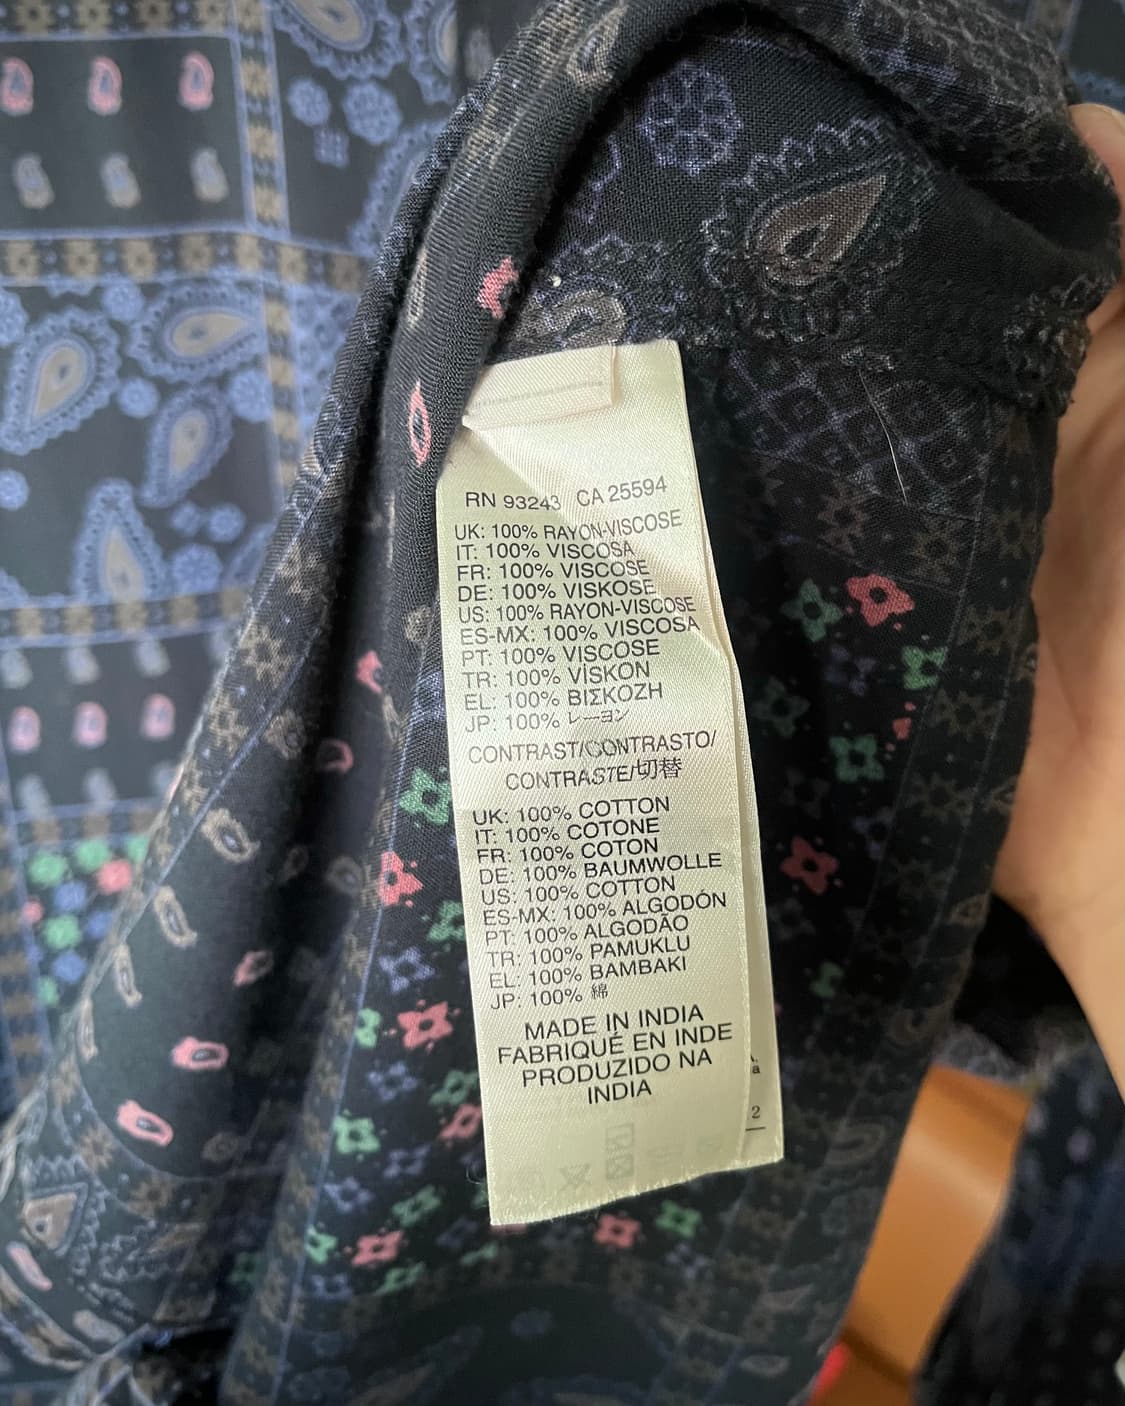 RN 93243 CA 25594
UK: 100% RAYON-VISCOSE
IT: 100% VISCOSA
FR: 100% VISCOSE
DE: 100% VISKOSE
US: 100% RAYON-VISCOSE
ES-MX: 100% VISCOSA
PT: 100% VISCOSE
TR: 100% VİSKON
EL: 100% ΒΙΣΚΟΖΗ
JP: 100% レーヨン
CONTRAST/CONTRASTO/
CONTRASTE/切替
UK: 100% COTTON
IT: 100% COTONE
FR: 100% COTON
DE: 100% BAUMWOLLE
US: 100% COTTON
ES-MX: 100% ALGODÓN
PT: 100% ALGODÃO
TR: 100% PAMUKLU
EL: 100% ΒΑΜΒΑΚΙ
JP: 100% 綿
MADE IN INDIA
FABRIQUÉ EN INDE
PRODUZIDO NA
INDIA
a
2